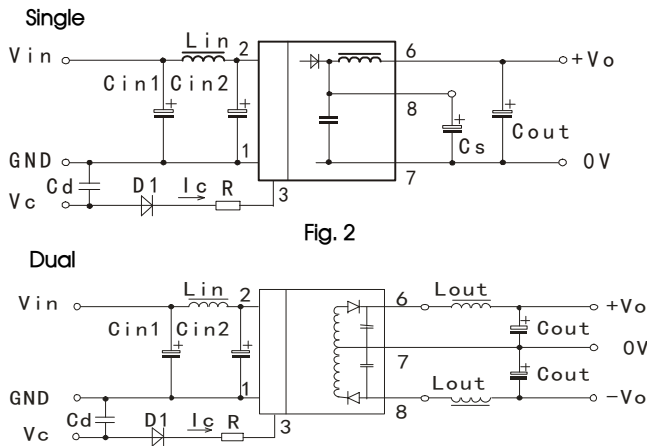 Single
Vin Lin 2 6 +Vo
Cin1 Cin2 + + 8 + Cs + Cout
GND 1 7 0V
Cd D1 Ic R 3
Vc
Fig. 2
Dual
Vin Lin 2 6 Lout +Vo
Cin1 Cin2 + + + Cout
7 0V
+ Cout
GND 1 8 Lout -Vo
Cd D1 Ic R 3
Vc